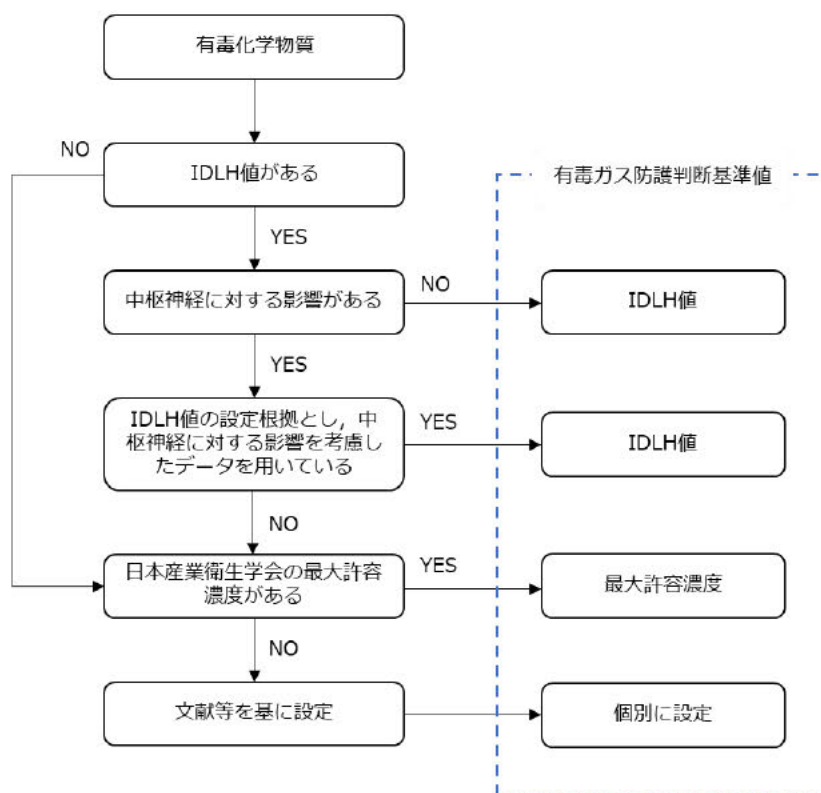 有毒化学物質
NO
IDLH値がある
有毒ガス防護判断基準値
YES
中枢神経に対する影響がある
NO
IDLH値
YES
IDLH値の設定根拠とし，中
枢神経に対する影響を考慮し
たデータを用いている
YES
IDLH値
NO
日本産業衛生学会の最大許容
濃度がある
YES
最大許容濃度
NO
文献等を基に設定
個別に設定